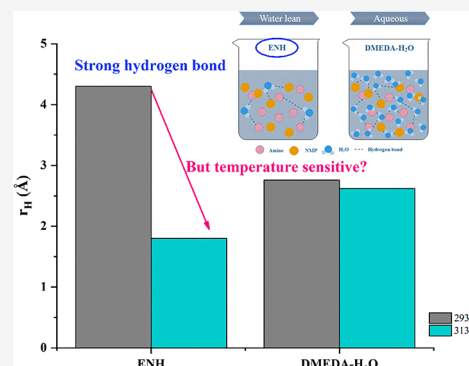 Water lean
Aqueous
ENH
DMEDA-H₂O
Strong hydrogen bond
Amine
NMP
H₂O
Hydrogen bond
But temperature sensitive?
r_H (Å)
5
4
3
2
1
0
293
313
ENH
DMEDA-H₂O